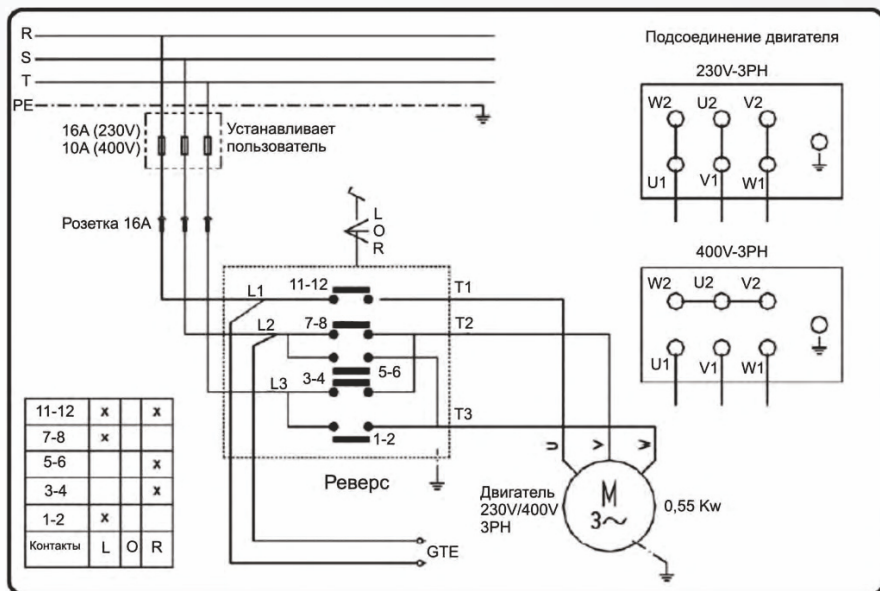 R
S
T
PE
16A (230V)
10A (400V)
Устанавливает
пользователь
Розетка 16А
L
O
R
L1
11-12
T1
L2
7-8
T2
L3
3-4
5-6
T3
1-2
Реверс
U
V
W
Двигатель
230V/400V
3PH
M
3~
0,55 Kw
GTE
11-12 x x
7-8 x
5-6 x
3-4 x
1-2 x
Контакты L O R
Подсоединение двигателя
230V-3PH
W2 U2 V2
U1 V1 W1
400V-3PH
W2 U2 V2
U1 V1 W1